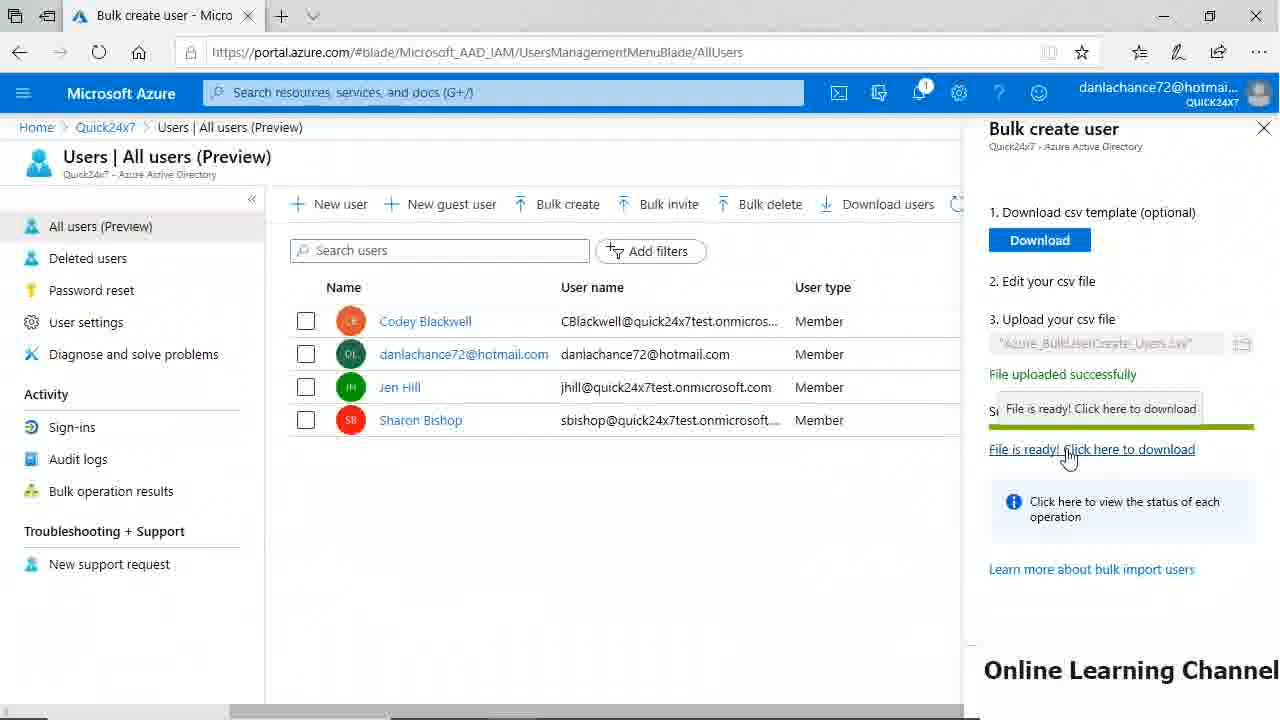 Bulk create user - Micro
https://portal.azure.com/#blade/Microsoft_AAD_IAM/UsersManagementMenuBlade/AllUsers
Microsoft Azure
Search resources, services, and docs (G+/)
1
danlachance72@hotmai...
QUICK24X7
Home > Quick24x7 > Users | All users (Preview)
Users | All users (Preview)
Quick24x7 - Azure Active Directory
All users (Preview)
Deleted users
Password reset
User settings
Diagnose and solve problems
Activity
Sign-ins
Audit logs
Bulk operation results
Troubleshooting + Support
New support request
New user
New guest user
Bulk create
Bulk invite
Bulk delete
Download users
Search users
Add filters
Name User name User type
CB Codey Blackwell CBlackwell@quick24x7test.onmicros... Member
danlachance72@hotmail.com danlachance72@hotmail.com Member
JH Jen Hill jhill@quick24x7test.onmicrosoft.com Member
SB Sharon Bishop sbishop@quick24x7test.onmicrosoft.... Member
Bulk create user
Quick24x7 - Azure Active Directory
1. Download csv template (optional)
Download
2. Edit your csv file
3. Upload your csv file
"Azure_BulkUserCreate_Users.csv"
File uploaded successfully
File is ready! Click here to download
File is ready! Click here to download
Click here to view the status of each
operation
Learn more about bulk import users
Online Learning Channel